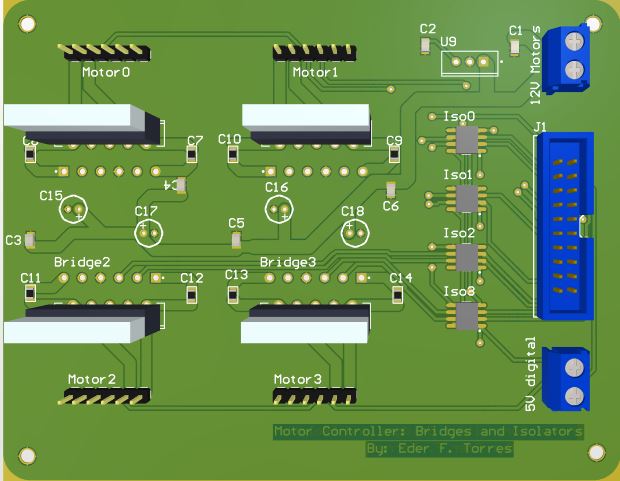 C2
C1
U9
12V Motors
Motor0
Motor1
Iso0
J1
C7
C10
C9
Iso1
C4
C15
C16
C6
C17
C18
C3
C5
Iso2
Bridge2
Bridge3
C11
C12
C13
C14
Iso3
5V digital
Motor2
Motor3
Motor Controller: Bridges and Isolators
By: Eder F. Torres